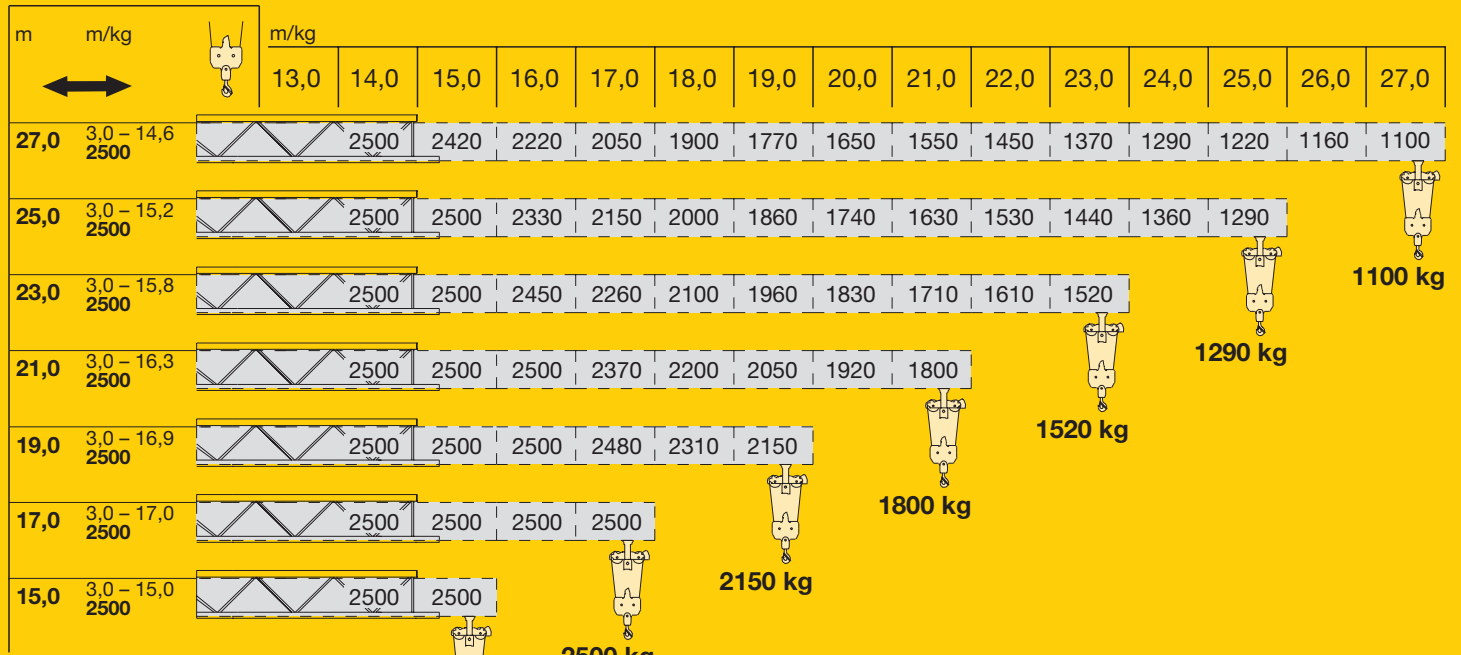 m m/kg m/kg
13,0 14,0 15,0 16,0 17,0 18,0 19,0 20,0 21,0 22,0 23,0 24,0 25,0 26,0 27,0
27,0 3,0 – 14,6 2500 2500 2420 2220 2050 1900 1770 1650 1550 1450 1370 1290 1220 1160 1100
1100 kg
25,0 3,0 – 15,2 2500 2500 2500 2330 2150 2000 1860 1740 1630 1530 1440 1360 1290
1290 kg
23,0 3,0 – 15,8 2500 2500 2500 2450 2260 2100 1960 1830 1710 1610 1520
1520 kg
21,0 3,0 – 16,3 2500 2500 2500 2500 2370 2200 2050 1920 1800
1800 kg
19,0 3,0 – 16,9 2500 2500 2500 2500 2480 2310 2150
2150 kg
17,0 3,0 – 17,0 2500 2500 2500 2500 2500
2500 kg
15,0 3,0 – 15,0 2500 2500 2500